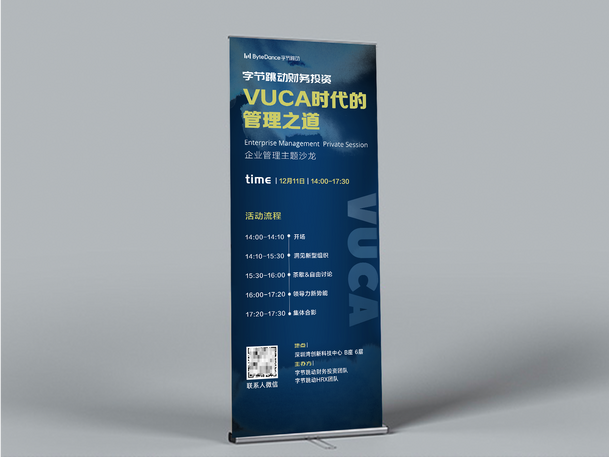 ByteDance字节跳动
字节跳动财务投资
VUCA时代的
管理之道
Enterprise Management Private Session
企业管理主题沙龙
time | 12月11日 | 14:00-17:30
活动流程
14:00-14:10 开场
14:10-15:30 洞见新型组织
15:30-16:00 茶歇&自由讨论
16:00-17:20 领导力新势能
17:20-17:30 集体合影
VUCA
地点|
深圳湾创新科技中心 B座 6层
主办方|
字节跳动财务投资团队
字节跳动HRX团队
联系人微信